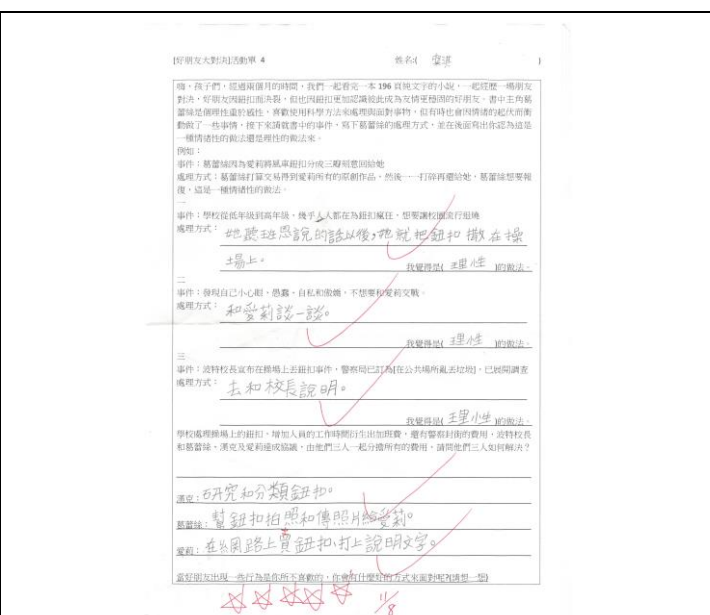 [好朋友大對決]活動單 4 姓名:( 霈淇 )
嗨，孩子們，經過兩個月的時間，我們一起看完一本 196 頁純文字的小說，一起經歷一場朋友
對決，好朋友因鈕扣而決裂，但也因鈕扣更加認識彼此成為友情更穩固的好朋友。書中主角葛
蕾絲是個理性重於感性，喜歡使用科學方法來處理與面對事物，但有時也會因情緒的起伏而衝
動做了一些事情，接下來請就書中的事件，寫下葛蕾絲的處理方式，並在後面寫出你認為這是
一種情緒性的做法還是理性的做法來。
例如：
事件：葛蕾絲因為愛莉將風車鈕扣分成三瓣刻意回給她
處理方式：葛蕾絲打算交易得到愛莉所有的原創作品，然後一一打碎再還給她。葛蕾絲想要報
復，這是一種情緒性的做法。
一
事件：學校從低年級到高年級，幾乎人人都在為鈕扣瘋狂，想要讓校園流行退燒
處理方式：她聽班恩說的話以後，她就把鈕扣撒在操
場上。 我覺得是( 理性 )的做法。
二
事件：發現自己小心眼、愚蠢、自私和傲嬌，不想要和愛莉交戰。
處理方式：和愛莉談一談。
我覺得是( 理性 )的做法。
三
事件：波特校長宣布在操場上丟鈕扣事件，警察局已訂為[在公共場所亂丟垃圾]，已展開調查
處理方式：去和校長說明。
我覺得是( 理性 )的做法。
學校處理操場上的鈕扣，增加人員的工作時間衍生出加班費，還有警察封街的費用，波特校長
和葛蕾絲、漢克及愛莉達成協議，由他們三人一起分擔所有的費用。請問他們三人如何解決？
漢克：研究和分類鈕扣。
葛蕾絲：幫鈕扣拍照和傳照片給愛莉。
愛莉：在網路上賣鈕扣、打上說明文字。
當好朋友出現一些行為是你所不喜歡的，你會有什麼好的方式來面對呢?(請想一想)
11/8